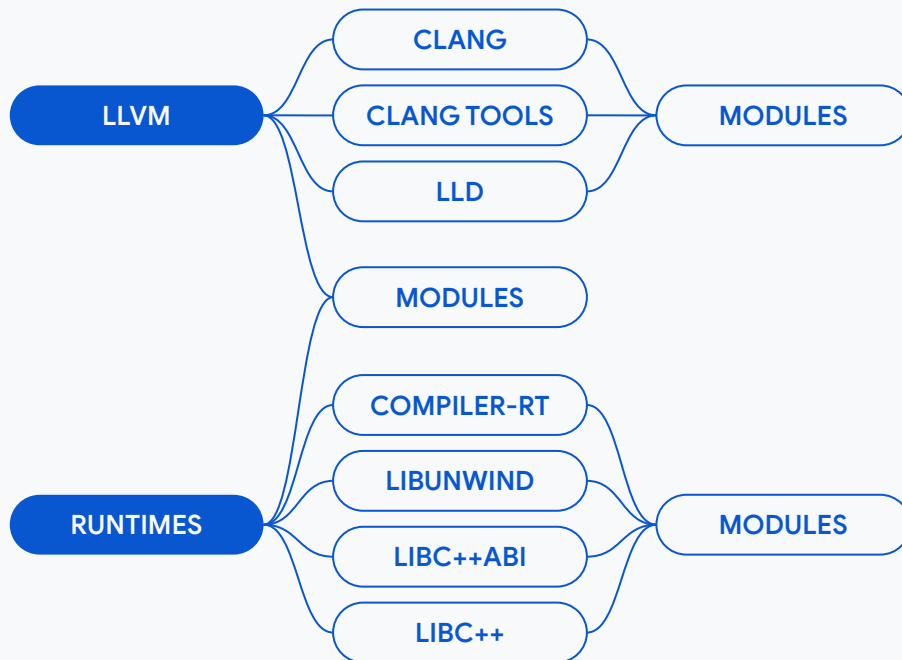 CLANG
LLVM
CLANG TOOLS
MODULES
LLD
MODULES
COMPILER-RT
LIBUNWIND
RUNTIMES
MODULES
LIBC++ABI
LIBC++